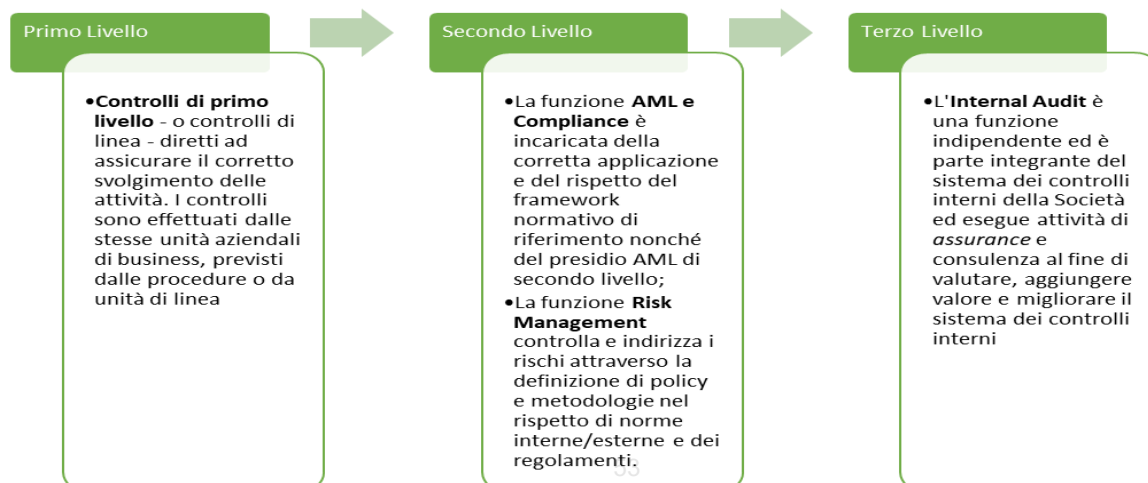 Primo Livello
•Controlli di primo
livello - o controlli di
linea - diretti ad
assicurare il corretto
svolgimento delle
attività. I controlli
sono effettuati dalle
stesse unità aziendali
di business, previsti
dalle procedure o da
unità di linea
Secondo Livello
•La funzione AML e
Compliance è
incaricata della
corretta applicazione
e del rispetto del
framework
normativo di
riferimento nonché
del presidio AML di
secondo livello;
•La funzione Risk
Management
controlla e indirizza i
rischi attraverso la
definizione di policy
e metodologie nel
rispetto di norme
interne/esterne e dei
regolamenti.
53
Terzo Livello
•L'Internal Audit è
una funzione
indipendente ed è
parte integrante del
sistema dei controlli
interni della Società
ed esegue attività di
assurance e
consulenza al fine di
valutare, aggiungere
valore e migliorare il
sistema dei controlli
interni